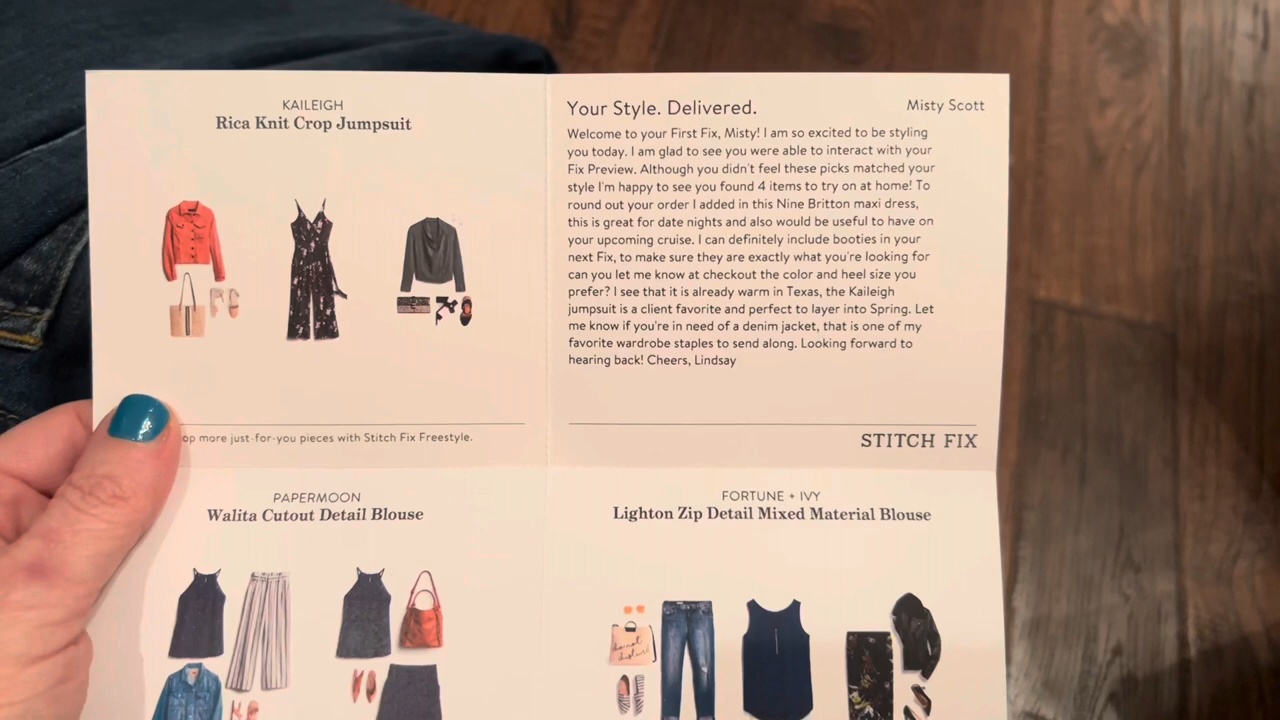 KAILEIGH
Rica Knit Crop Jumpsuit
op more just-for-you pieces with Stitch Fix Freestyle.
Your Style. Delivered.
Misty Scott
Welcome to your First Fix, Misty! I am so excited to be styling
you today. I am glad to see you were able to interact with your
Fix Preview. Although you didn't feel these picks matched your
style I'm happy to see you found 4 items to try on at home! To
round out your order I added in this Nine Britton maxi dress,
this is great for date nights and also would be useful to have on
your upcoming cruise. I can definitely include booties in your
next Fix, to make sure they are exactly what you're looking for
can you let me know at checkout the color and heel size you
prefer? I see that it is already warm in Texas, the Kaileigh
jumpsuit is a client favorite and perfect to layer into Spring. Let
me know if you're in need of a denim jacket, that is one of my
favorite wardrobe staples to send along. Looking forward to
hearing back! Cheers, Lindsay
STITCH FIX
PAPERMOON
Walita Cutout Detail Blouse
FORTUNE + IVY
Lighton Zip Detail Mixed Material Blouse
do not